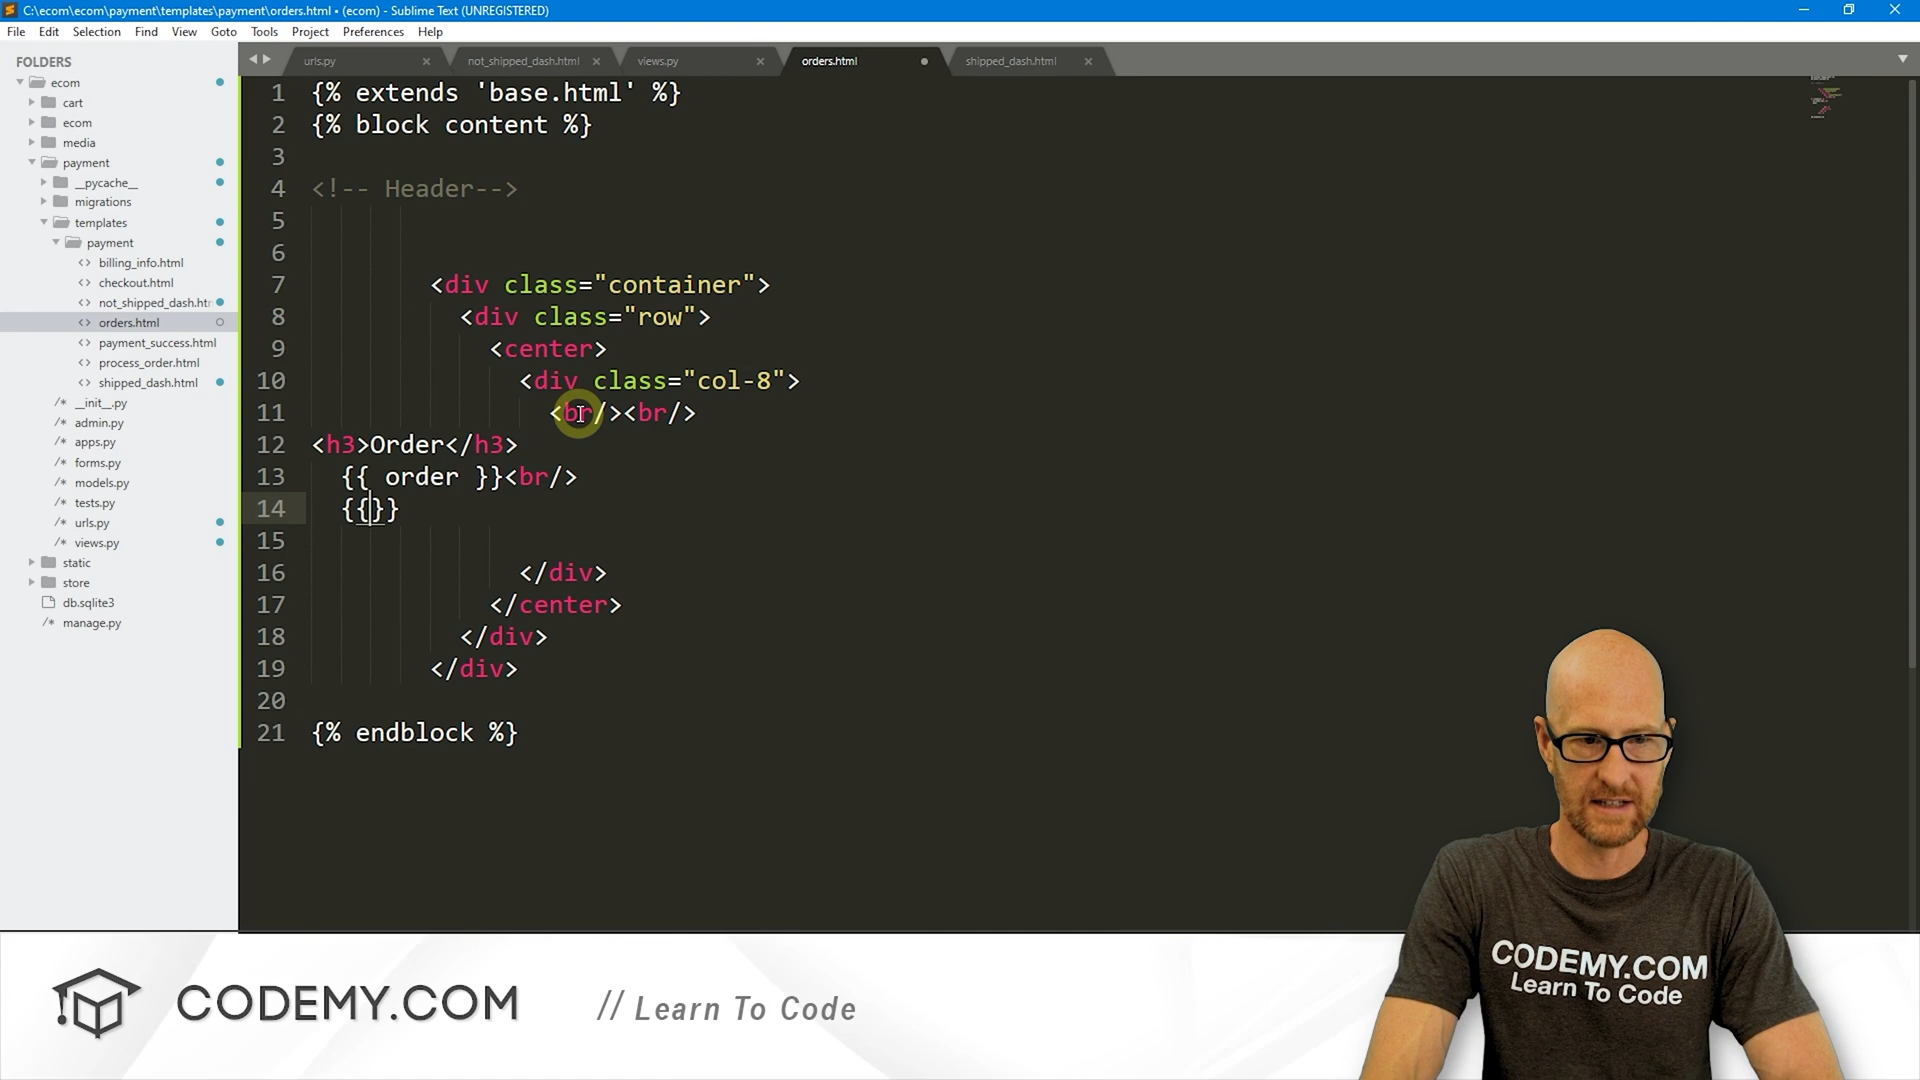 C:\ecom\ecom\payment\templates\payment\orders.html • (ecom) - Sublime Text (UNREGISTERED)
File Edit Selection Find View Goto Tools Project Preferences Help
FOLDERS
ecom
cart
ecom
media
payment
__pycache__
migrations
templates
payment
billing_info.html
checkout.html
not_shipped_dash.htr
orders.html
payment_success.html
process_order.html
shipped_dash.html
__init__.py
admin.py
apps.py
forms.py
models.py
tests.py
urls.py
views.py
static
store
db.sqlite3
manage.py
urls.py not_shipped_dash.html views.py orders.html shipped_dash.html
1 {% extends 'base.html' %}
2 {% block content %}
3
4 <!-- Header-->
5
6
7 <div class="container">
8 <div class="row">
9 <center>
10 <div class="col-8">
11 <br/><br/>
12 <h3>Order</h3>
13 {{ order }}<br/>
14 {{}}
15
16 </div>
17 </center>
18 </div>
19 </div>
20
21 {% endblock %}
CODEMY.COM // Learn To Code
CODEMY.COM
Learn To Code